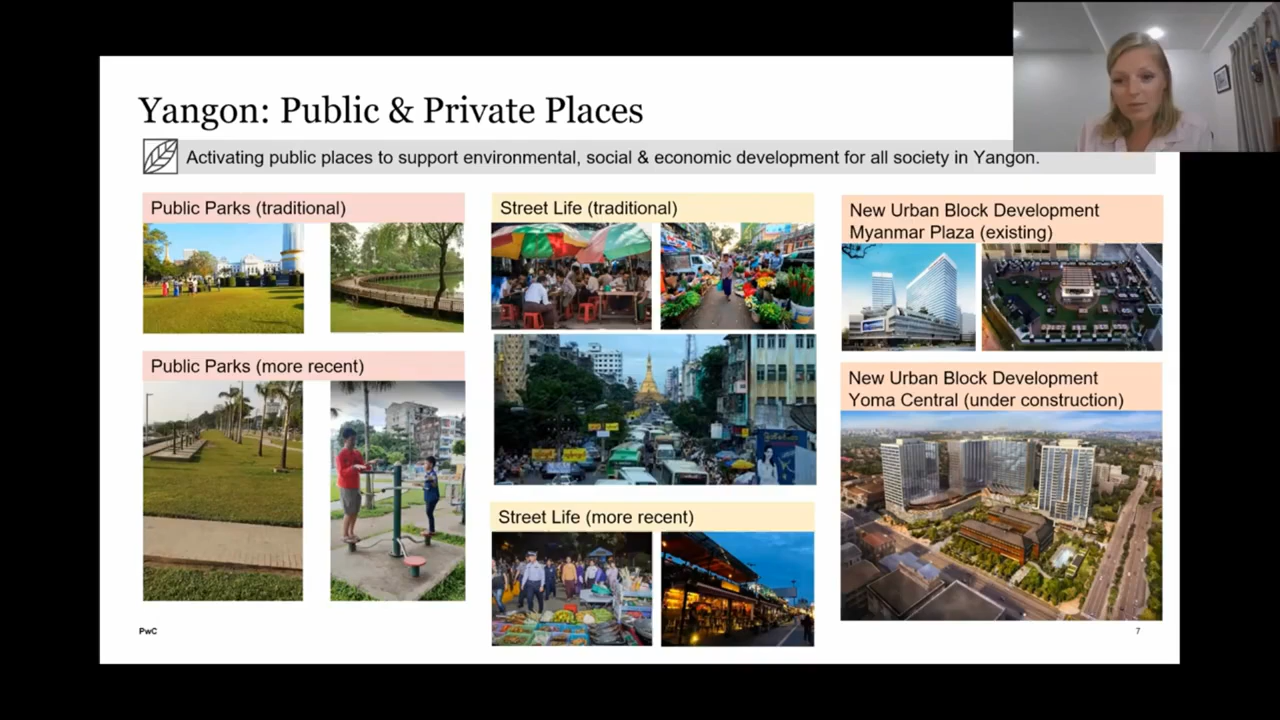 Yangon: Public & Private Places
Activating public places to support environmental, social & economic development for all society in Yangon.
Public Parks (traditional)
Public Parks (more recent)
Street Life (traditional)
Street Life (more recent)
New Urban Block Development
Myanmar Plaza (existing)
New Urban Block Development
Yoma Central (under construction)
PwC
7